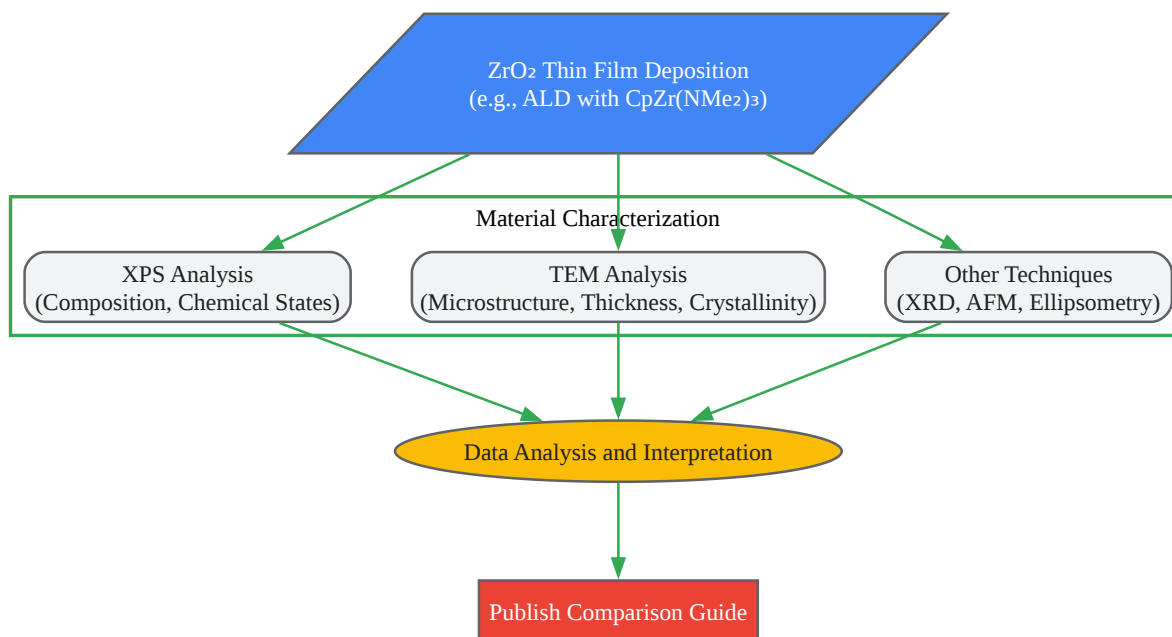 ZrO₂ Thin Film Deposition
(e.g., ALD with CpZr(NMe₂)₃)
Material Characterization
XPS Analysis
(Composition, Chemical States)
TEM Analysis
(Microstructure, Thickness, Crystallinity)
Other Techniques
(XRD, AFM, Ellipsometry)
Data Analysis and Interpretation
Publish Comparison Guide